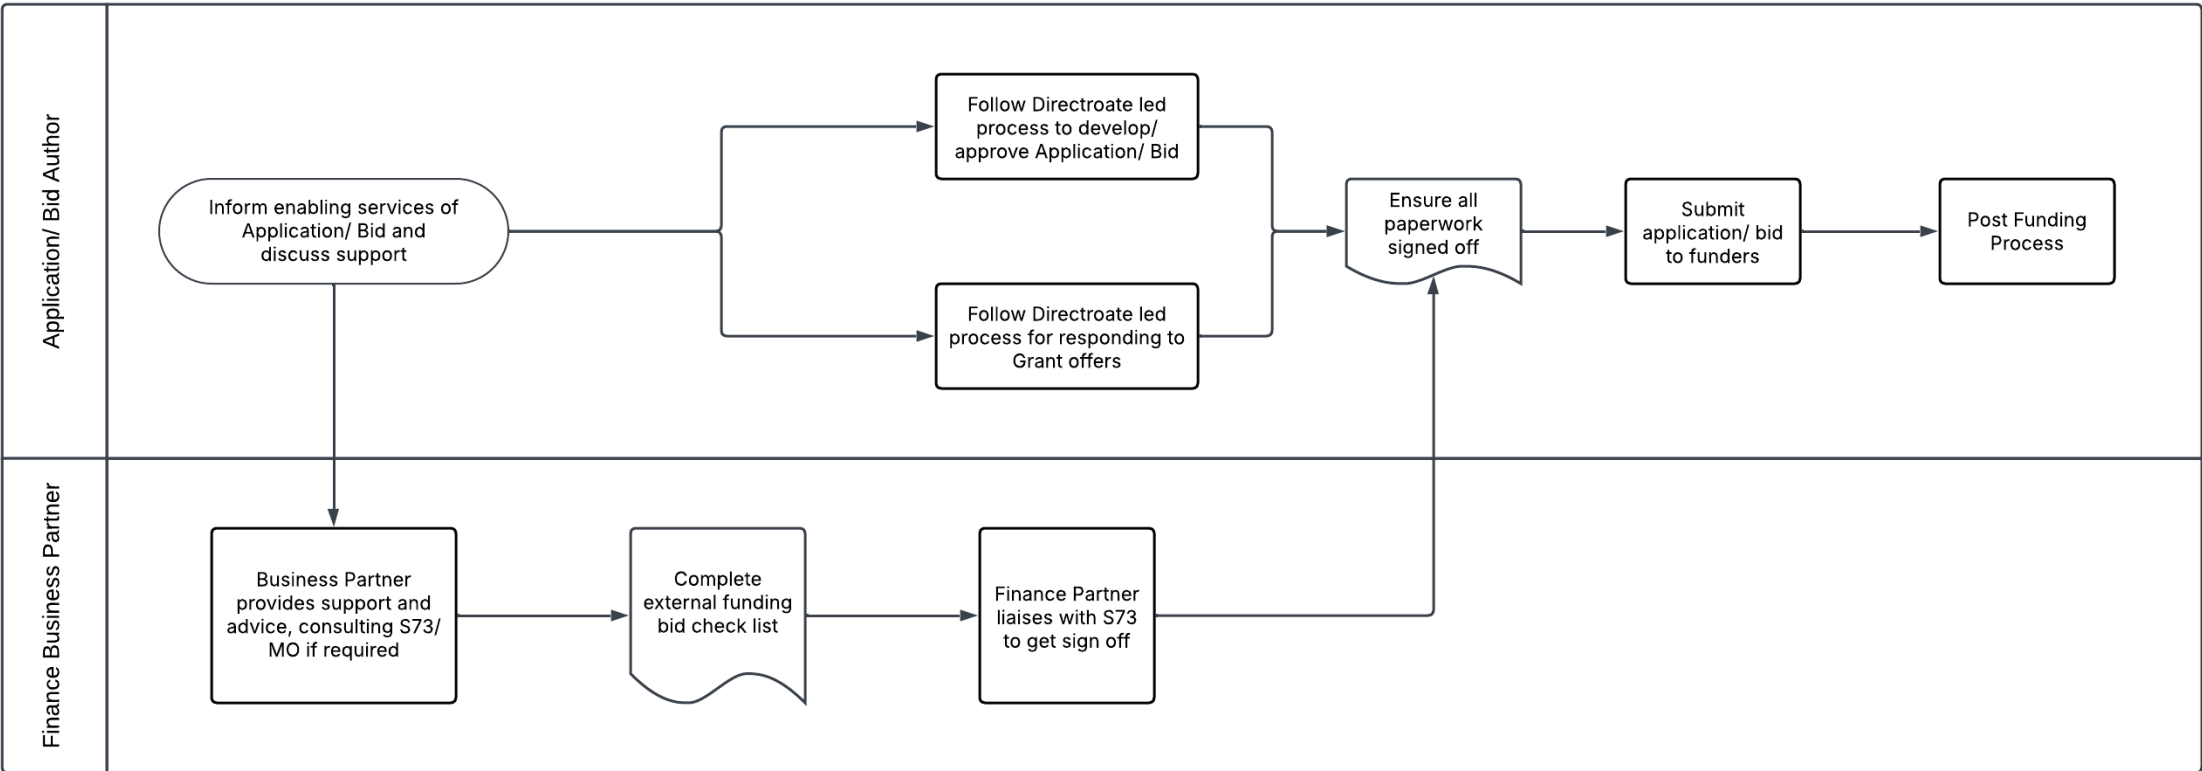 Application/ Bid Author
Inform enabling services of
Application/ Bid and
discuss support
Follow Directroate led
process to develop/
approve Application/ Bid
Follow Directroate led
process for responding to
Grant offers
Ensure all
paperwork
signed off
Submit
application/ bid
to funders
Post Funding
Process
Finance Business Partner
Business Partner
provides support and
advice, consulting S73/
MO if required
Complete
external funding
bid check list
Finance Partner
liaises with S73
to get sign off